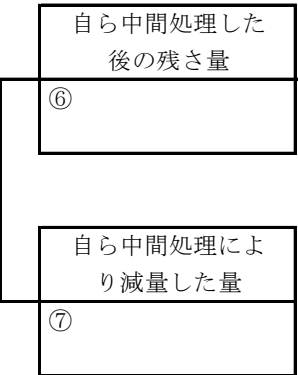 自ら中間処理した
後の残さ量
⑥
自ら中間処理によ
り減量した量
⑦